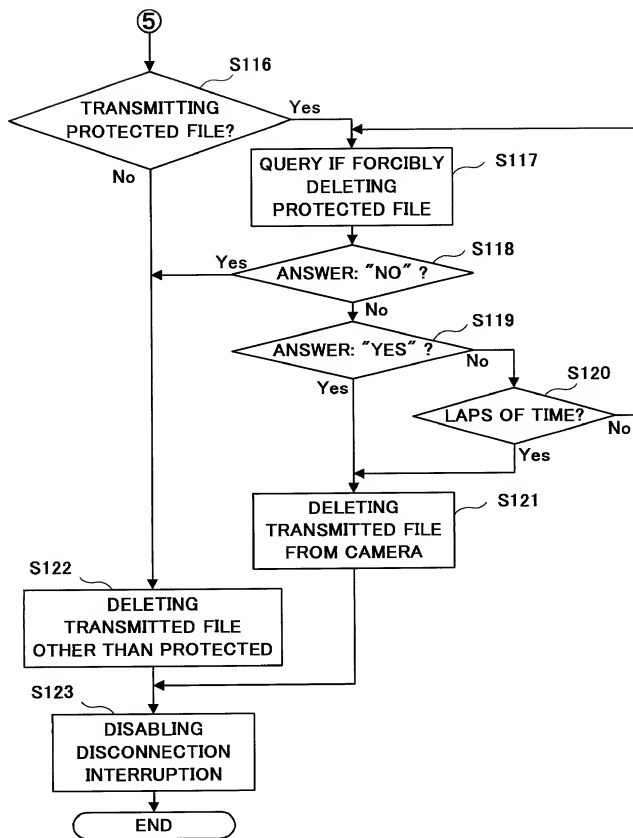 5
S116
TRANSMITTING
PROTECTED FILE?
Yes
No
S117
QUERY IF FORCIBLY
DELETING
PROTECTED FILE
S118
Yes
ANSWER: "NO" ?
No
S119
ANSWER: "YES" ?
No
Yes
S120
LAPS OF TIME?
No
Yes
S121
DELETING
TRANSMITTED FILE
FROM CAMERA
S122
DELETING
TRANSMITTED FILE
OTHER THAN PROTECTED
S123
DISABLING
DISCONNECTION
INTERRUPTION
END